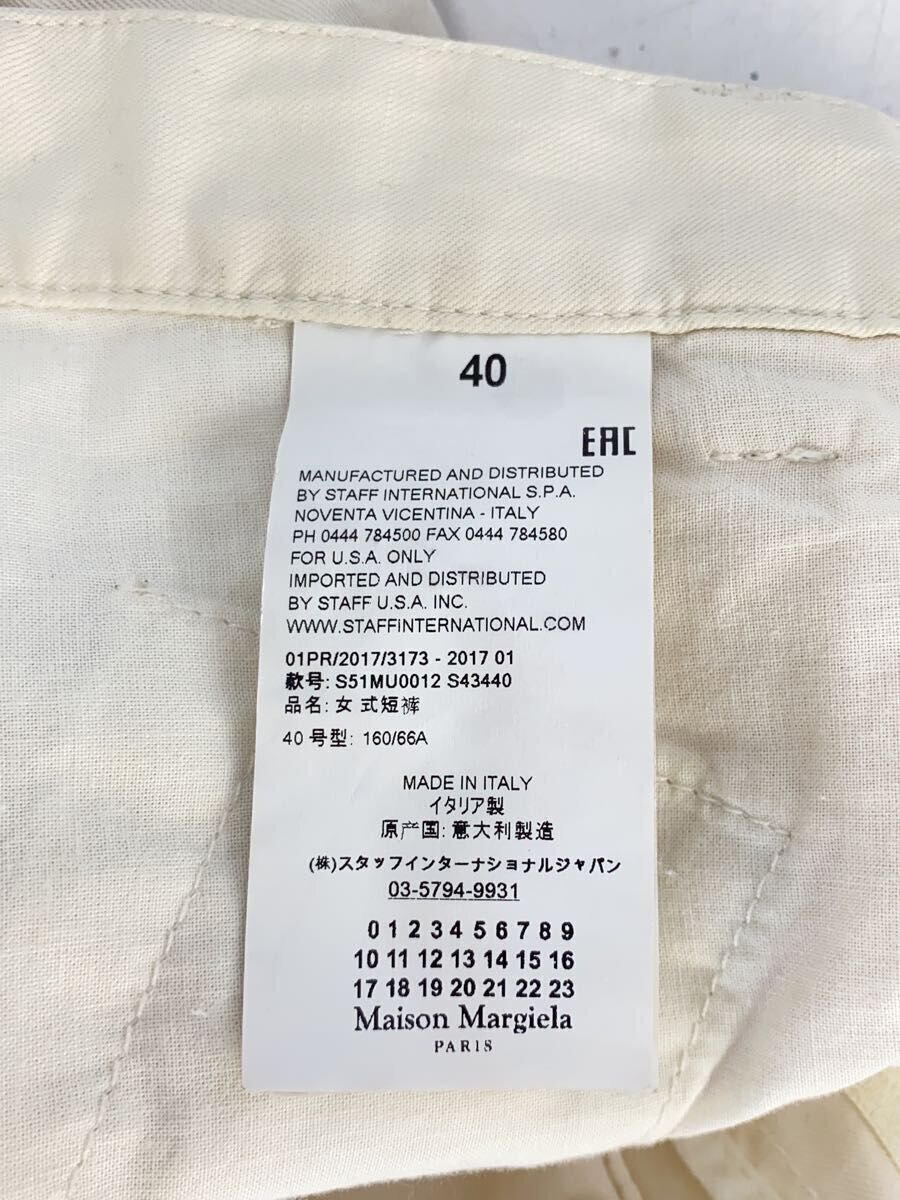 40
EAC
MANUFACTURED AND DISTRIBUTED
BY STAFF INTERNATIONAL S.P.A.
NOVENTA VICENTINA - ITALY
PH 0444 784500 FAX 0444 784580
FOR U.S.A. ONLY
IMPORTED AND DISTRIBUTED
BY STAFF U.S.A. INC.
WWW.STAFFINTERNATIONAL.COM
01PR/2017/3173 - 2017 01
款号: S51MU0012 S43440
品名: 女 式短裤
40 号型: 160/66A
MADE IN ITALY
イタリア製
原产国: 意大利製造
(株)スタッフインターナショナルジャパン
03-5794-9931
0 1 2 3 4 5 6 7 8 9
10 11 12 13 14 15 16
17 18 19 20 21 22 23
Maison Margiela
PARIS